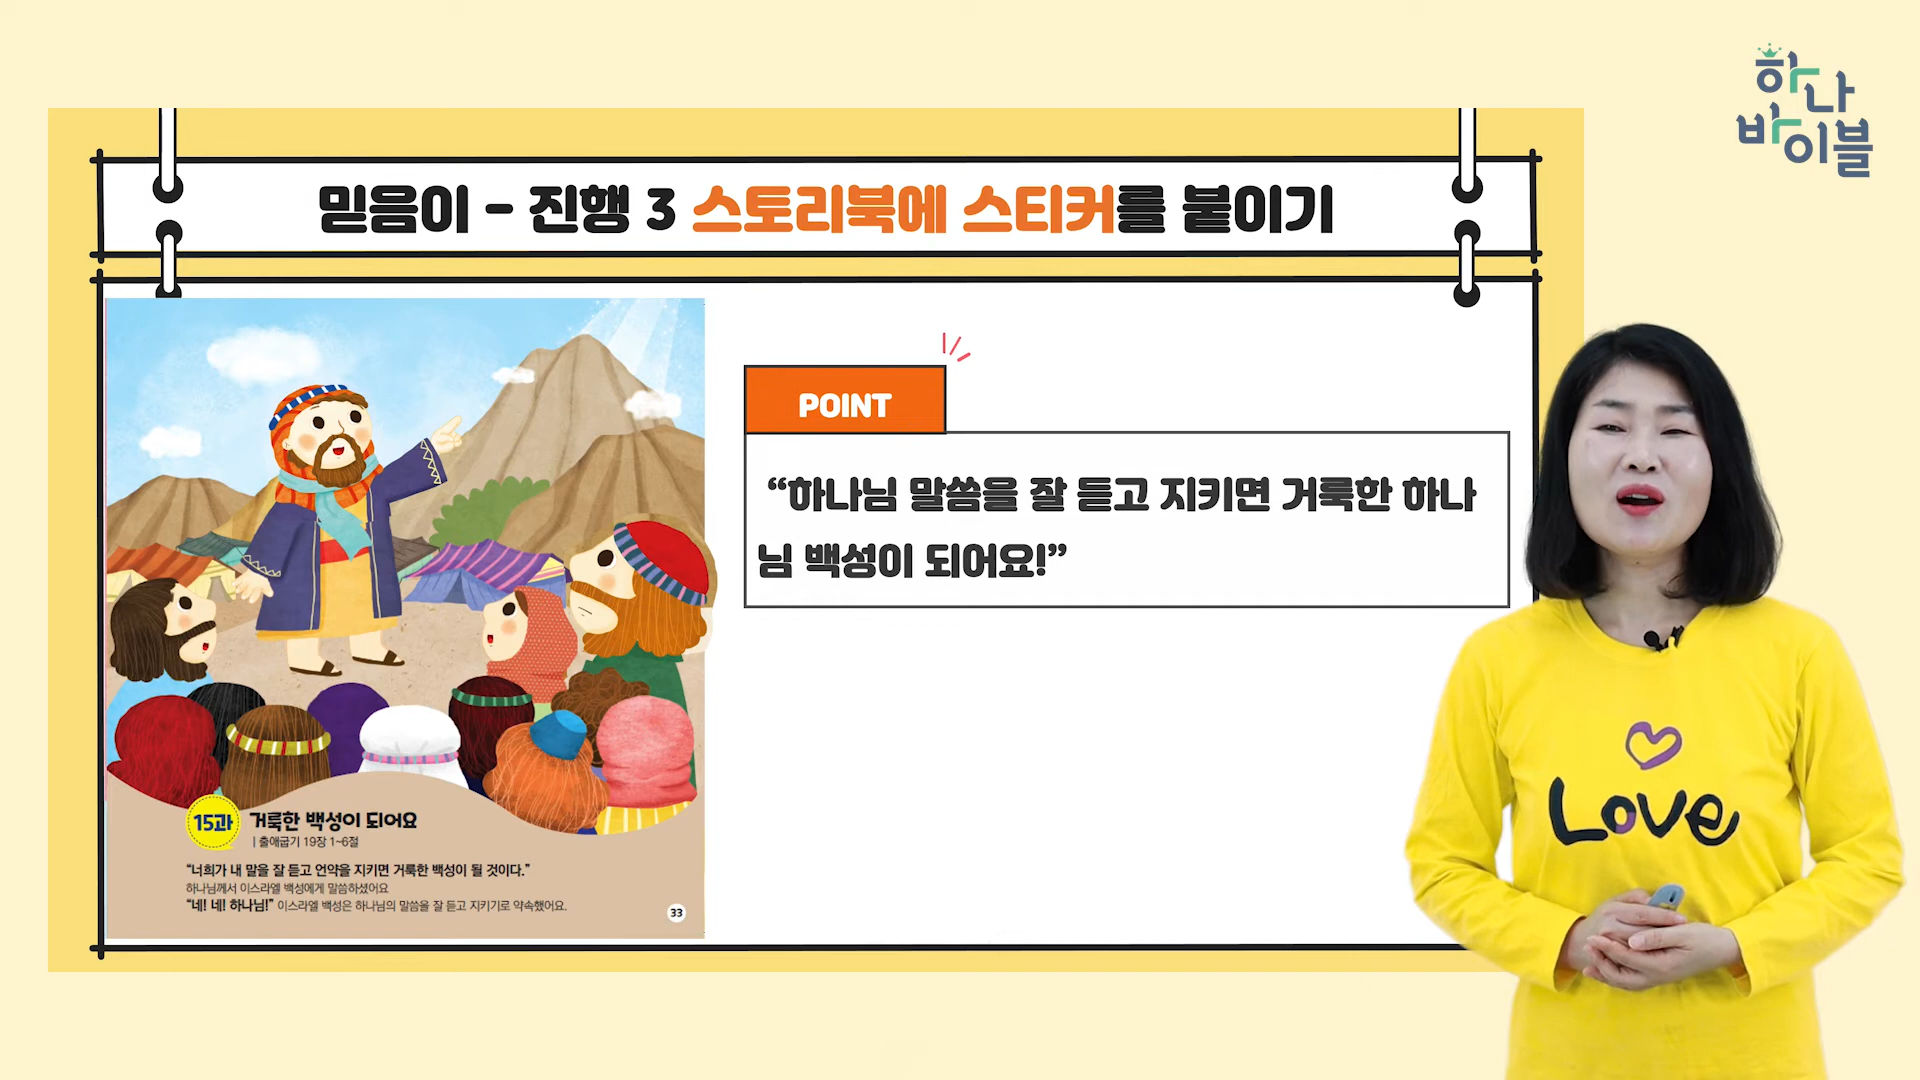 하나
바이블
믿음이 - 진행 3 스토리북에 스티커를 붙이기
POINT
“하나님 말씀을 잘 듣고 지키면 거룩한 하나
님 백성이 되어요!”
Love
15과 거룩한 백성이 되어요
| 출애굽기 19장 1~6절
“너희가 내 말을 잘 듣고 언약을 지키면 거룩한 백성이 될 것이다.”
하나님께서 이스라엘 백성에게 말씀하셨어요
“네! 네! 하나님!” 이스라엘 백성은 하나님의 말씀을 잘 듣고 지키기로 약속했어요.
33